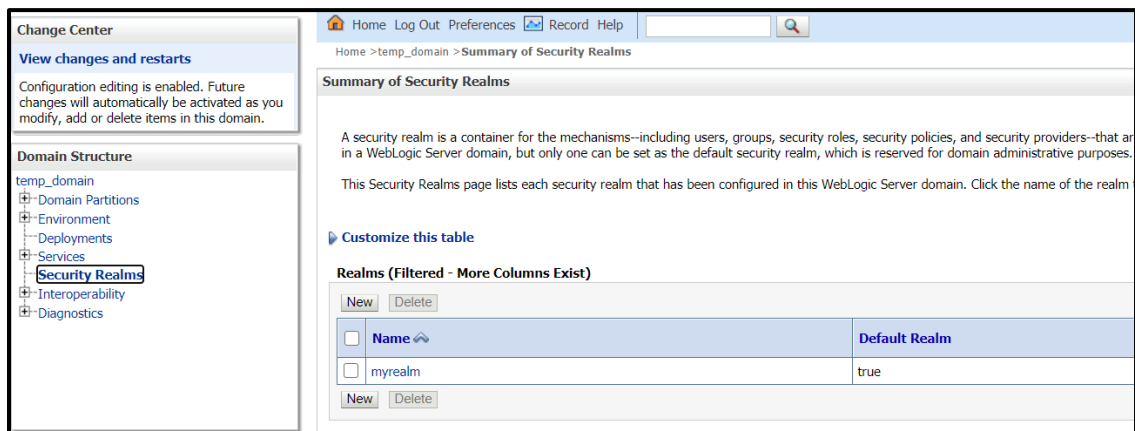 Change Center
View changes and restarts
Configuration editing is enabled. Future
changes will automatically be activated as you
modify, add or delete items in this domain.
Domain Structure
temp_domain
Domain Partitions
Environment
Deployments
Services
Security Realms
Interoperability
Diagnostics
Home Log Out Preferences Record Help
Home >temp_domain >Summary of Security Realms
Summary of Security Realms
A security realm is a container for the mechanisms--including users, groups, security roles, security policies, and security providers--that ar
in a WebLogic Server domain, but only one can be set as the default security realm, which is reserved for domain administrative purposes.
This Security Realms page lists each security realm that has been configured in this WebLogic Server domain. Click the name of the realm
Customize this table
Realms (Filtered - More Columns Exist)
New Delete
Name Default Realm
myrealm true
New Delete